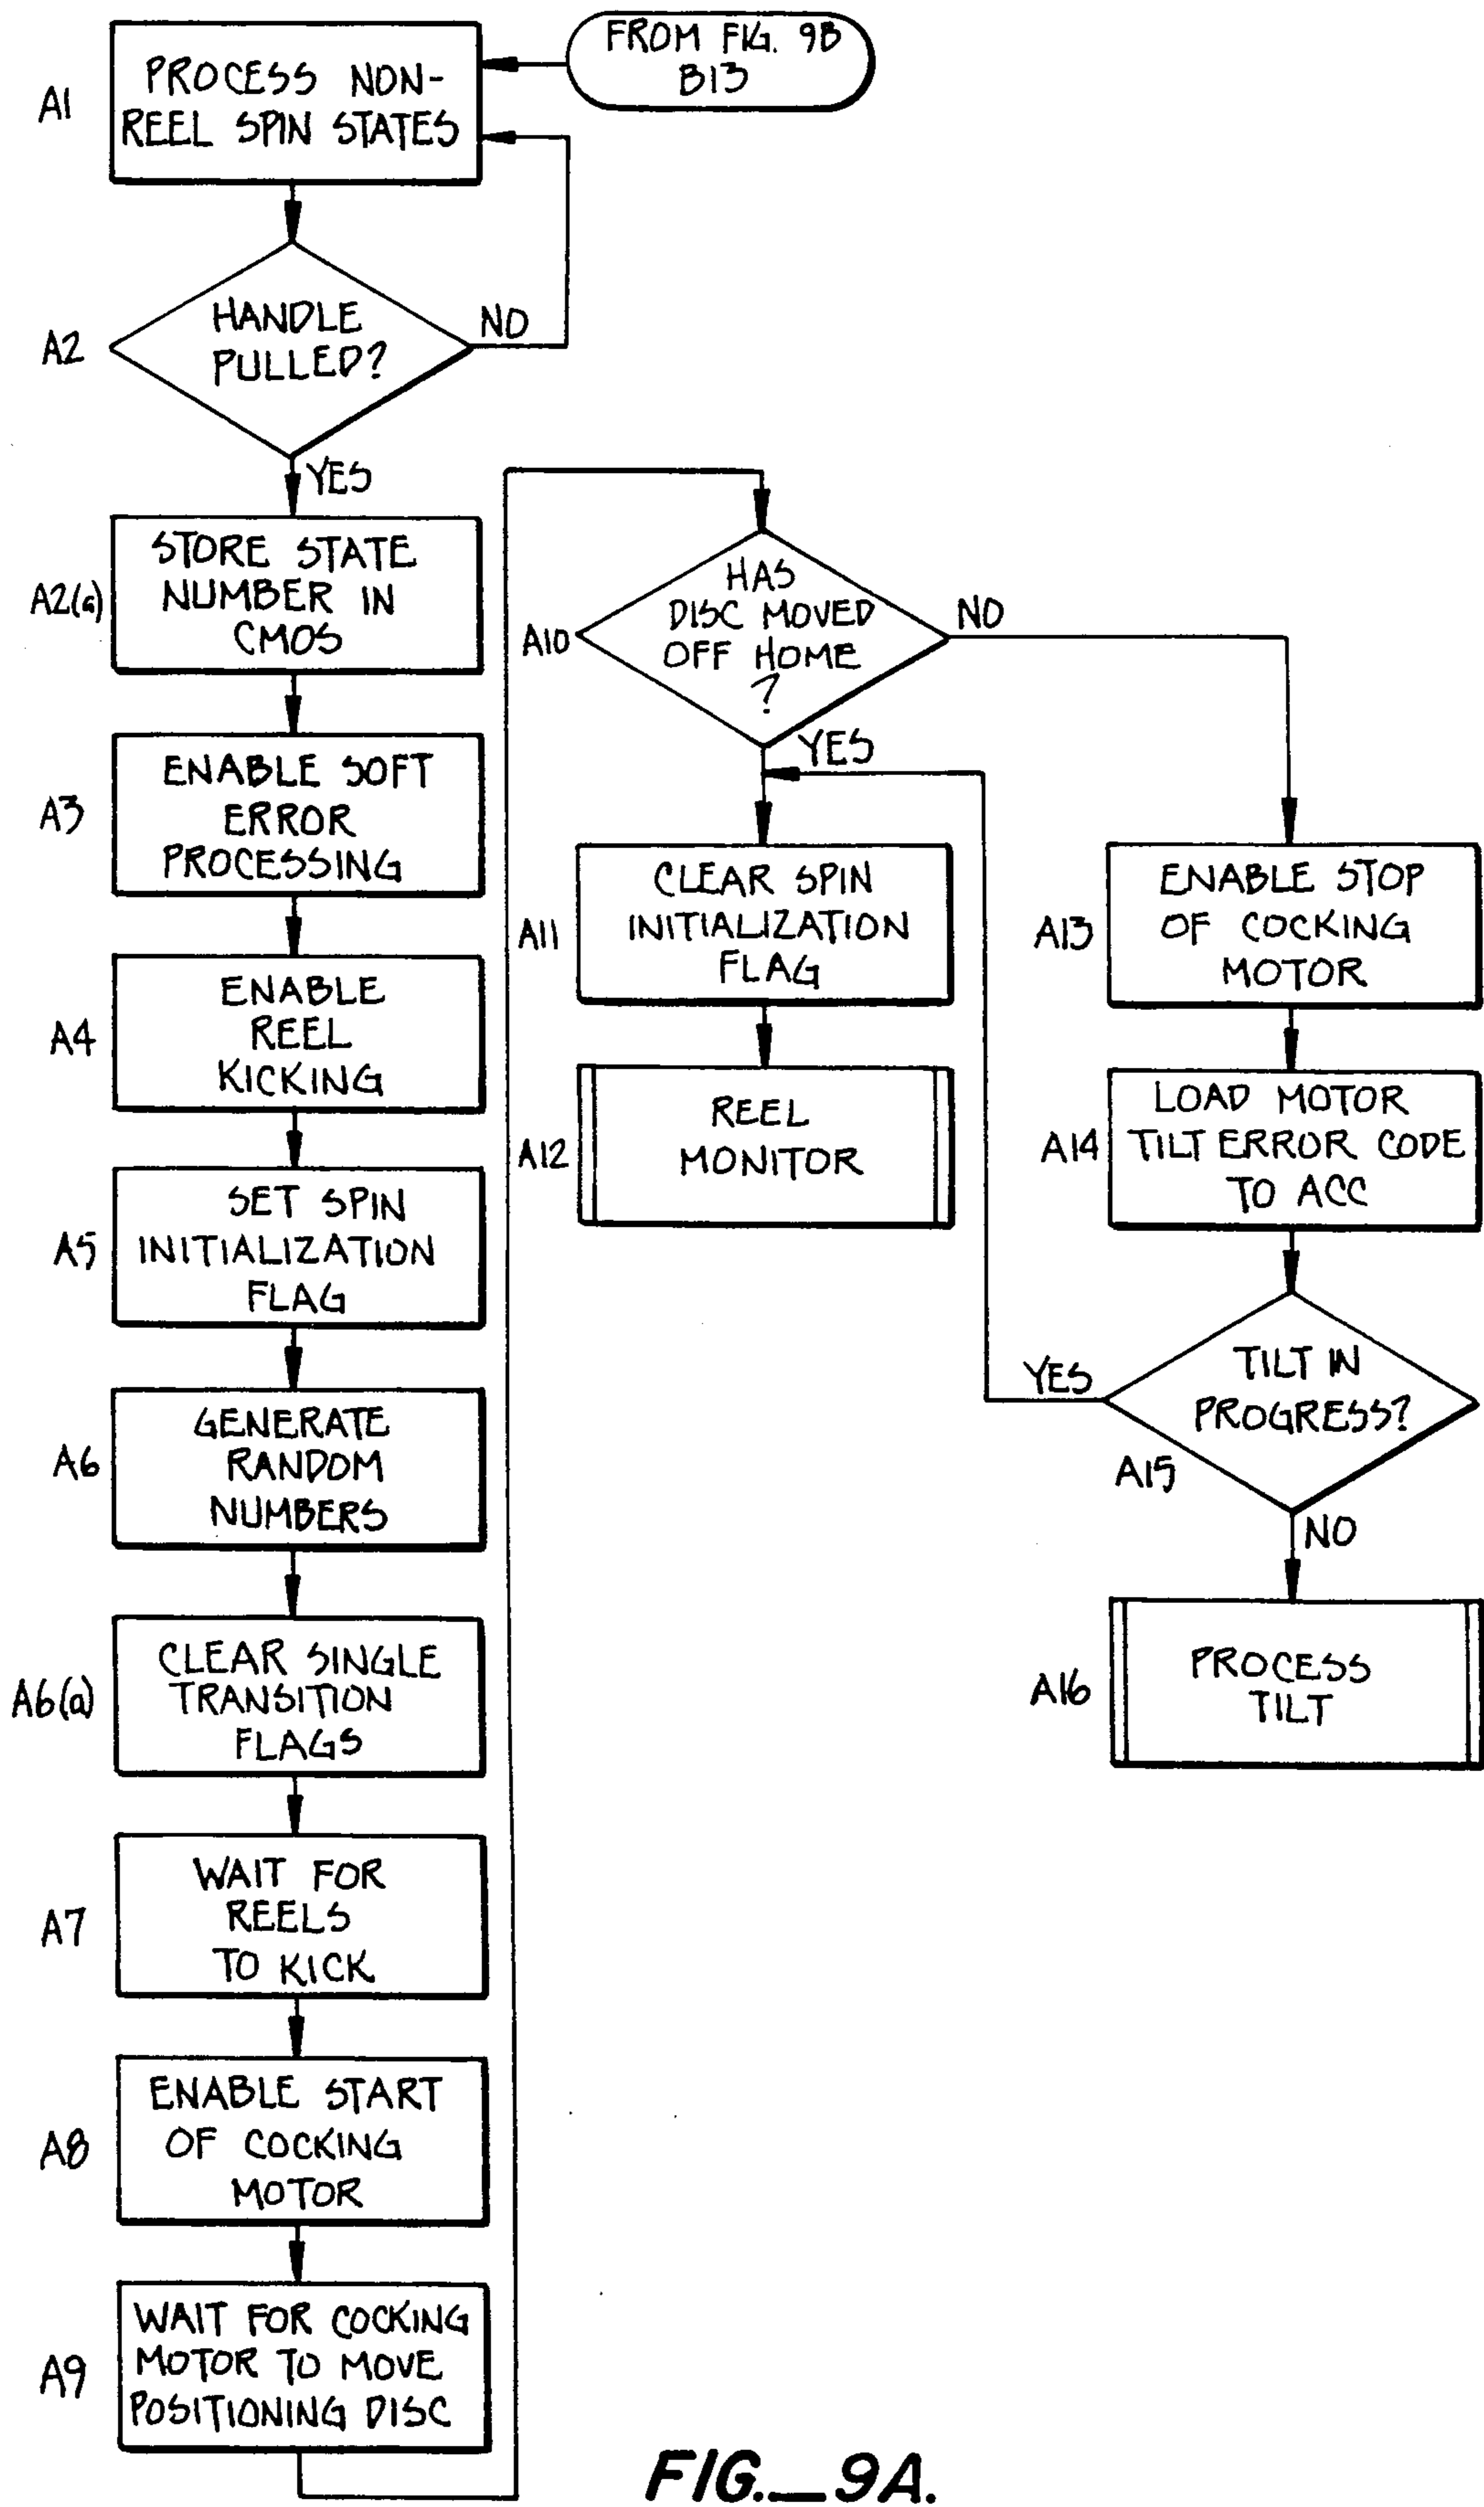 FROM FIG. 9B
B13
A1
PROCESS NON-
REEL SPIN STATES
A2
HANDLE
PULLED?
NO
YES
A2(a)
STORE STATE
NUMBER IN
CMOS
A3
ENABLE SOFT
ERROR
PROCESSING
A4
ENABLE
REEL
KICKING
A5
SET SPIN
INITIALIZATION
FLAG
A6
GENERATE
RANDOM
NUMBERS
A6(a)
CLEAR SINGLE
TRANSITION
FLAGS
A7
WAIT FOR
REELS
TO KICK
A8
ENABLE START
OF COCKING
MOTOR
A9
WAIT FOR COCKING
MOTOR TO MOVE
POSITIONING DISC
A10
HAS
DISC MOVED
OFF HOME
?
NO
YES
A11
CLEAR SPIN
INITIALIZATION
FLAG
A12
REEL
MONITOR
A13
ENABLE STOP
OF COCKING
MOTOR
A14
LOAD MOTOR
TILT ERROR CODE
TO ACC
A15
TILT IN
PROGRESS?
YES
NO
A16
PROCESS
TILT
FIG._9A.